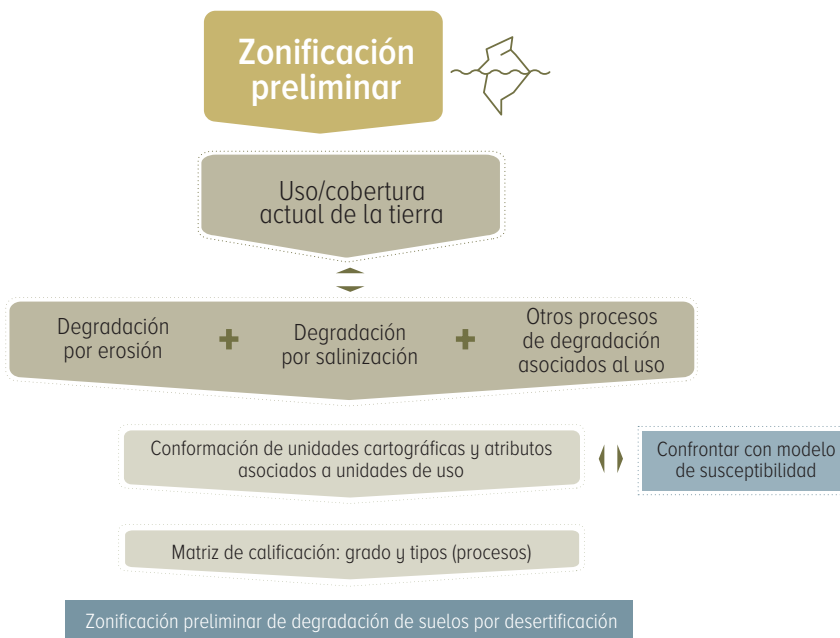 Zonificación
preliminar
Uso/cobertura
actual de la tierra
Degradación
por erosión
Degradación
por salinización
Otros procesos
de degradación
asociados al uso
Conformación de unidades cartográficas y atributos
asociados a unidades de uso
Confrontar con modelo
de susceptibilidad
Matriz de calificación: grado y tipos (procesos)
Zonificación preliminar de degradación de suelos por desertificación